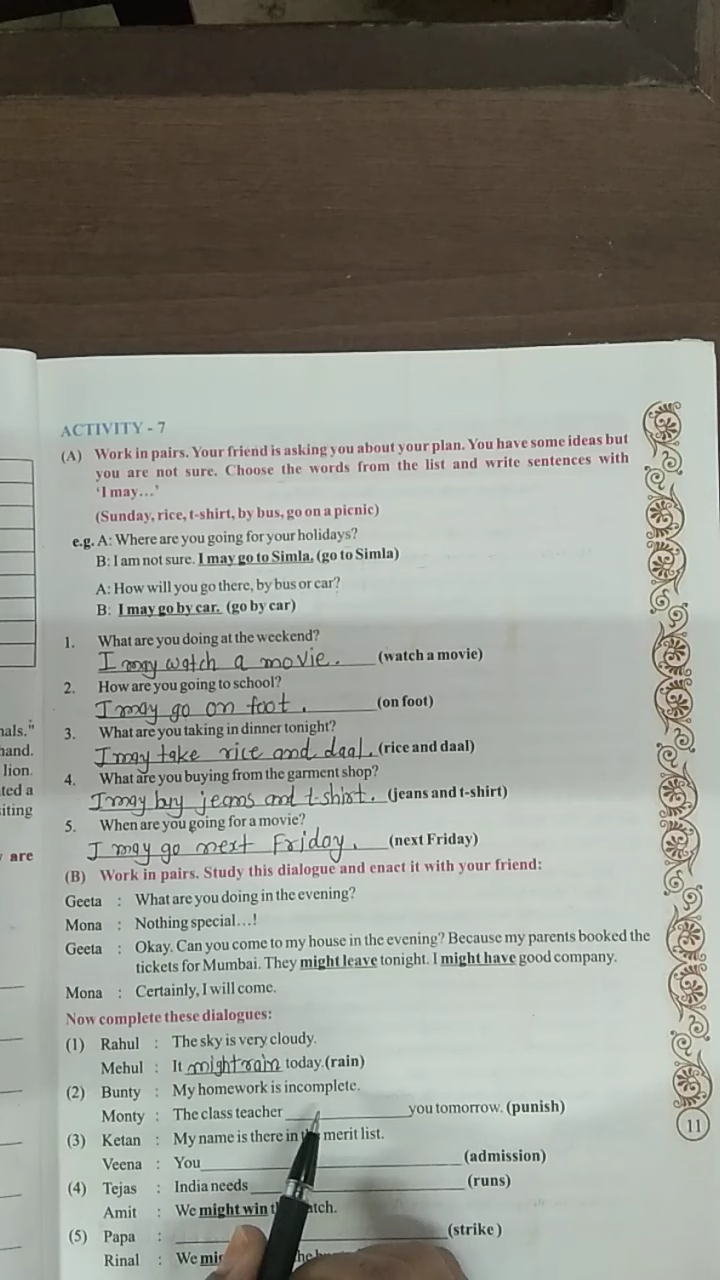 ACTIVITY - 7
(A) Work in pairs. Your friend is asking you about your plan. You have some ideas but
you are not sure. Choose the words from the list and write sentences with
‘I may...’
(Sunday, rice, t-shirt, by bus, go on a picnic)
e.g. A: Where are you going for your holidays?
B: I am not sure. I may go to Simla. (go to Simla)
A: How will you go there, by bus or car?
B: I may go by car. (go by car)
1. What are you doing at the weekend?
I may watch a movie. (watch a movie)
2. How are you going to school?
I may go on foot. (on foot)
3. What are you taking in dinner tonight?
I may take rice and daal. (rice and daal)
4. What are you buying from the garment shop?
I may buy jeans and t-shirt. (jeans and t-shirt)
5. When are you going for a movie?
I may go next Friday. (next Friday)
(B) Work in pairs. Study this dialogue and enact it with your friend:
Geeta : What are you doing in the evening?
Mona : Nothing special...!
Geeta : Okay. Can you come to my house in the evening? Because my parents booked the
tickets for Mumbai. They might leave tonight. I might have good company.
Mona : Certainly, I will come.
Now complete these dialogues:
(1) Rahul : The sky is very cloudy.
Mehul : It might rain today.(rain)
(2) Bunty : My homework is incomplete.
Monty : The class teacher ____________ you tomorrow. (punish)
(3) Ketan : My name is there in the merit list.
Veena : You ____________ (admission)
(4) Tejas : India needs ____________ (runs)
Amit : We might win
(5) Papa : ____________ (strike)
Rinal : We
11
hals."
hand.
lion.
ted a
iting
are